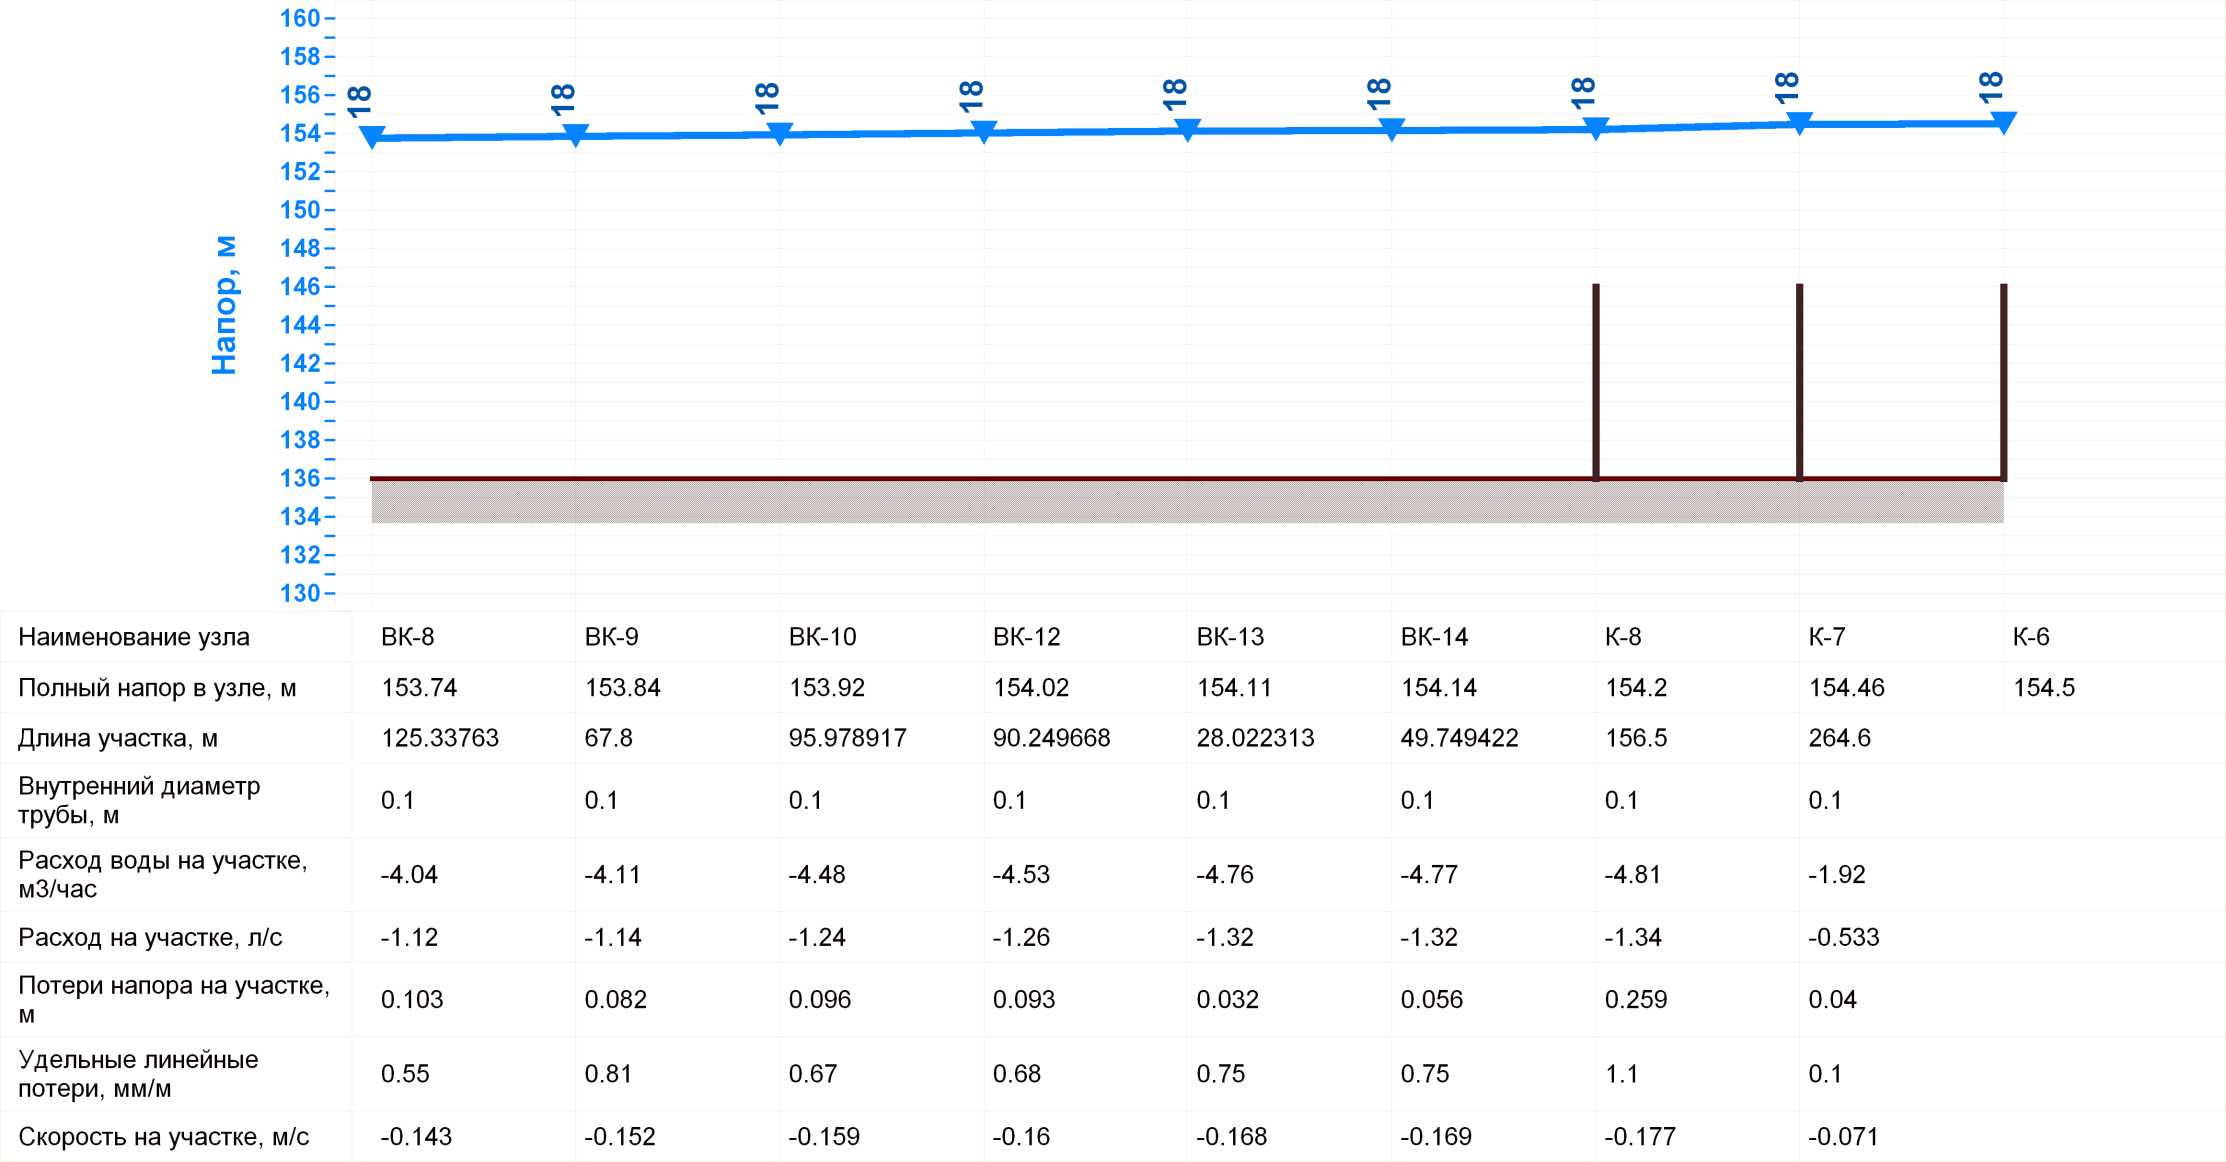 160
158
156
154
152
150
148
146
144
142
140
138
136
134
132
130
Напор, м
18 18 18 18 18 18 18 18 18
Наименование узла ВК-8 ВК-9 ВК-10 ВК-12 ВК-13 ВК-14 К-8 К-7 К-6
Полный напор в узле, м 153.74 153.84 153.92 154.02 154.11 154.14 154.2 154.46 154.5
Длина участка, м 125.33763 67.8 95.978917 90.249668 28.022313 49.749422 156.5 264.6
Внутренний диаметр
трубы, м 0.1 0.1 0.1 0.1 0.1 0.1 0.1 0.1
Расход воды на участке,
м3/час -4.04 -4.11 -4.48 -4.53 -4.76 -4.77 -4.81 -1.92
Расход на участке, л/с -1.12 -1.14 -1.24 -1.26 -1.32 -1.32 -1.34 -0.533
Потери напора на участке,
м 0.103 0.082 0.096 0.093 0.032 0.056 0.259 0.04
Удельные линейные
потери, мм/м 0.55 0.81 0.67 0.68 0.75 0.75 1.1 0.1
Скорость на участке, м/с -0.143 -0.152 -0.159 -0.16 -0.168 -0.169 -0.177 -0.071